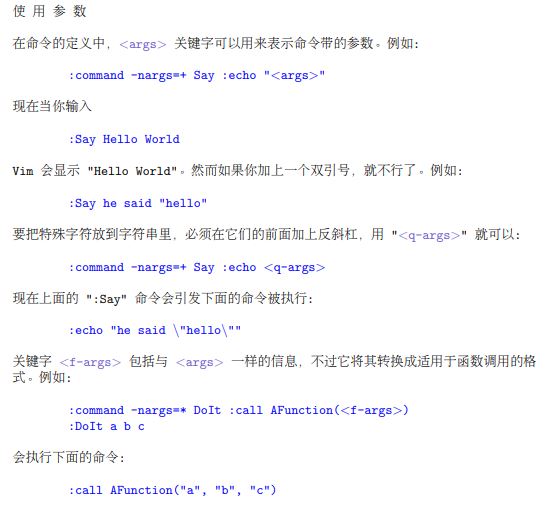 使 用 参 数
在命令的定义中，<args> 关键字可以用来表示命令带的参数。例如：
:command -nargs=+ Say :echo "<args>"
现在当你输入
:Say Hello World
Vim 会显示 "Hello World"。然而如果你加上一个双引号，就不行了。例如：
:Say he said "hello"
要把特殊字符放到字符串里，必须在它们的前面加上反斜杠，用 "<q-args>" 就可以：
:command -nargs=+ Say :echo <q-args>
现在上面的 ":Say" 命令会引发下面的命令被执行：
:echo "he said \"hello\""
关键字 <f-args> 包括与 <args> 一样的信息，不过它将其转换成适用于函数调用的格
式。例如：
:command -nargs=* DoIt :call AFunction(<f-args>)
:DoIt a b c
会执行下面的命令：
:call AFunction("a", "b", "c")